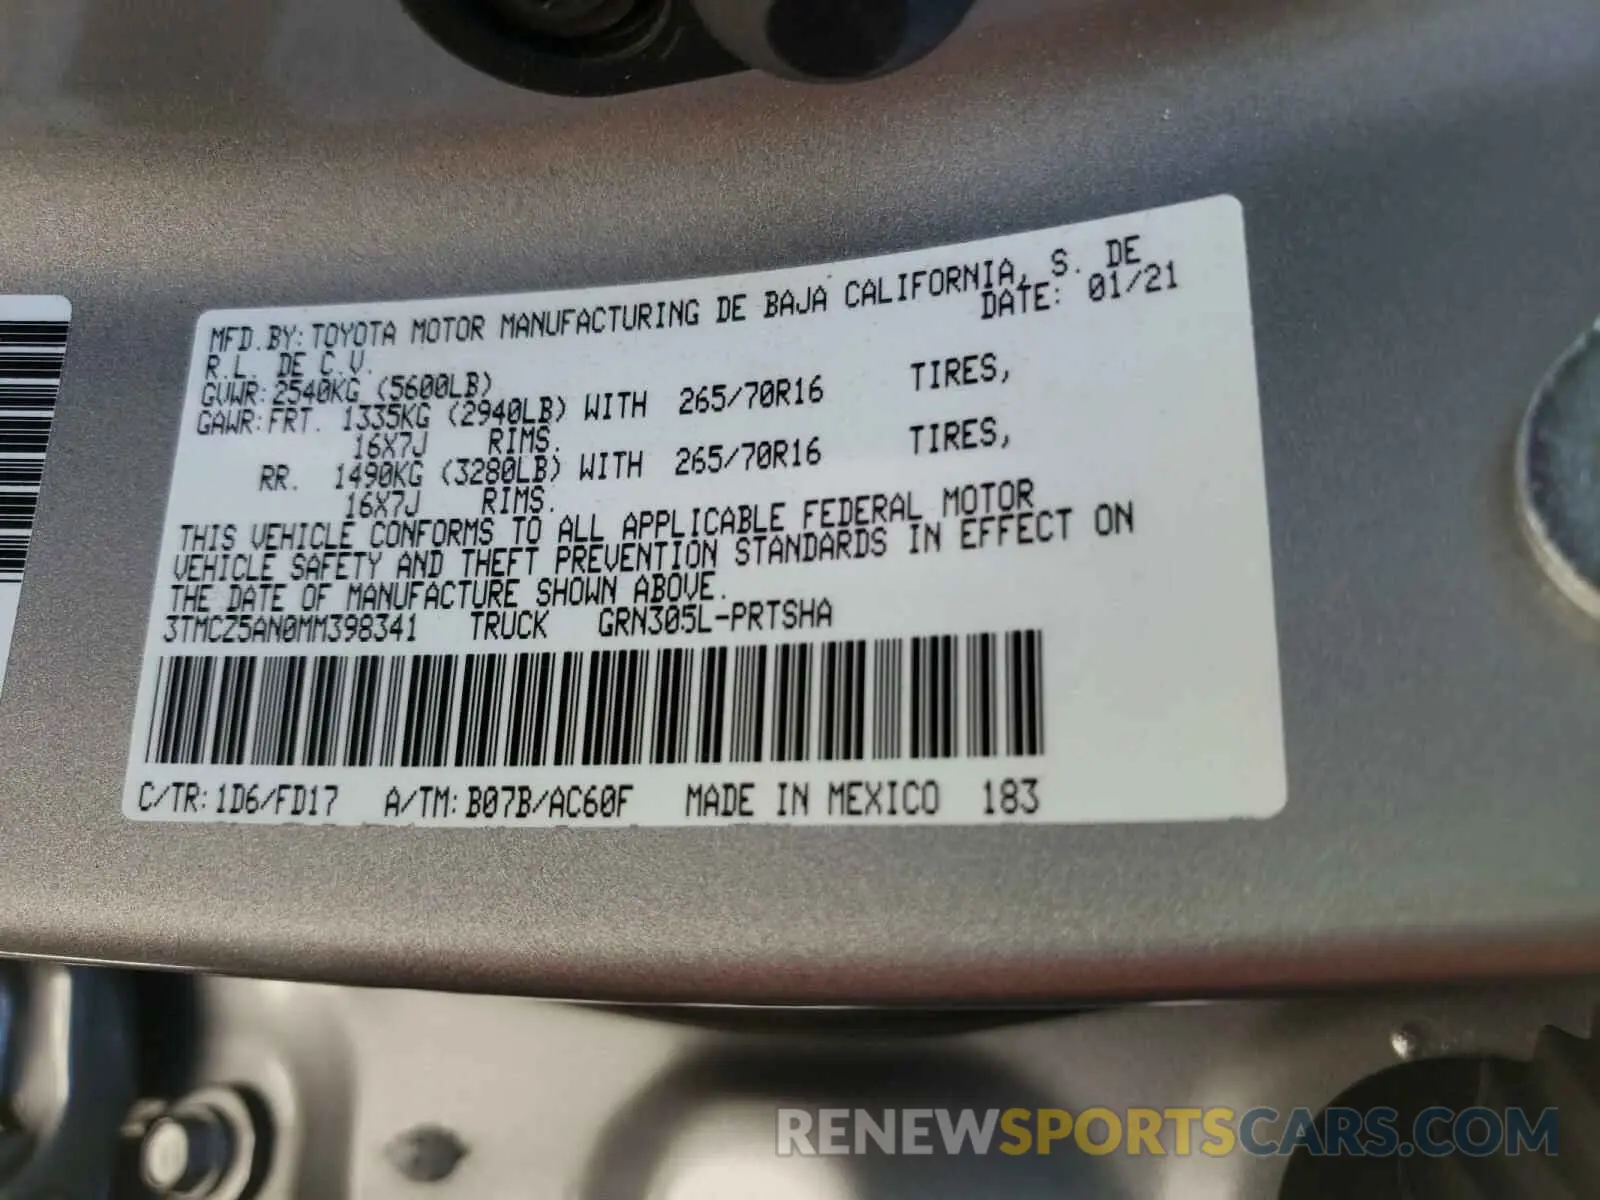 MFD.BY:TOYOTA MOTOR MANUFACTURING DE BAJA CALIFORNIA, S. DE
R.L. DE C.V. DATE: 01/21
GVWR:2540KG (5600LB)
GAWR:FRT. 1335KG (2940LB) WITH 265/70R16 TIRES,
16X7J RIMS.
RR. 1490KG (3280LB) WITH 265/70R16 TIRES,
16X7J RIMS.
THIS VEHICLE CONFORMS TO ALL APPLICABLE FEDERAL MOTOR
VEHICLE SAFETY AND THEFT PREVENTION STANDARDS IN EFFECT ON
THE DATE OF MANUFACTURE SHOWN ABOVE.
3TMCZ5AN0MM398341 TRUCK GRN305L-PRTSHA
C/TR:1D6/FD17 A/TM:B07B/AC60F MADE IN MEXICO 183
RENEWSPORTSCARS.COM